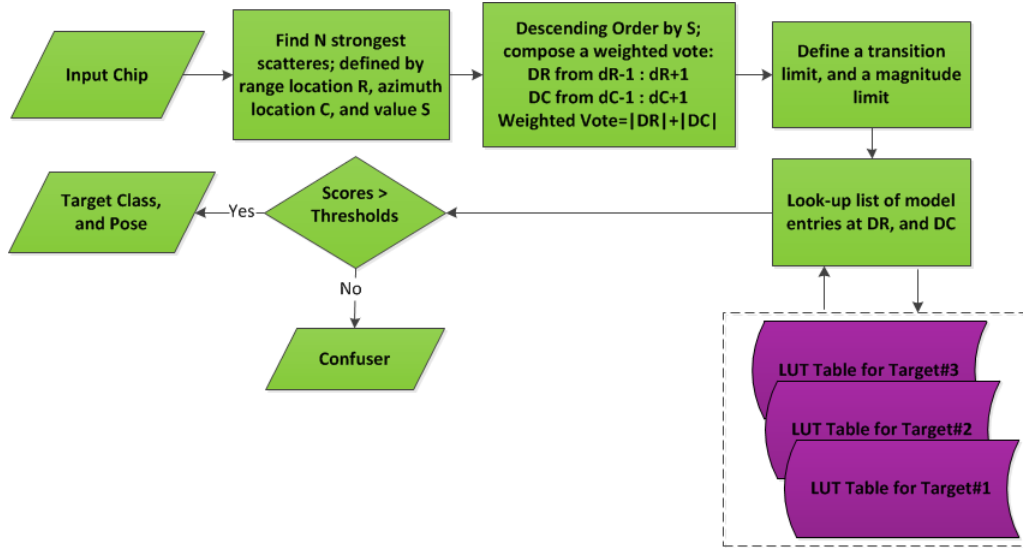 Input Chip
Find N strongest
scatteres; defined by
range location R, azimuth
location C, and value S
Descending Order by S;
compose a weighted vote:
DR from dR-1 : dR+1
DC from dC-1 : dC+1
Weighted Vote=|DR|+|DC|
Define a transition
limit, and a magnitude
limit
Look-up list of model
entries at DR, and DC
Scores >
Thresholds
Yes
Target Class,
and Pose
No
Confuser
LUT Table for Target#3
LUT Table for Target#2
LUT Table for Target#1